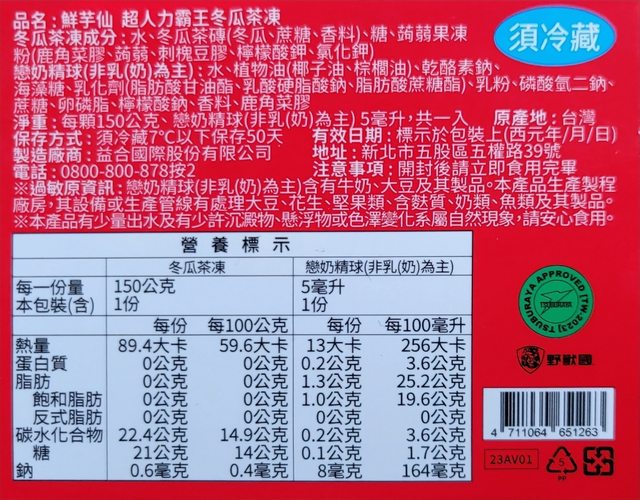 品名：鮮芋仙 超人力霸王冬瓜茶凍
冬瓜茶凍成分：水、冬瓜茶磚(冬瓜、蔗糖、香料)、糖、蒟蒻果凍
粉(鹿角菜膠、蒟蒻、刺槐豆膠、檸檬酸鉀、氯化鉀)
須冷藏
戀奶精球(非乳(奶)為主)：水、植物油(椰子油、棕櫚油)、乾酪素鈉、
海藻糖、乳化劑(脂肪酸甘油酯、乳酸硬脂酸鈉、脂肪酸蔗糖酯)、乳粉、磷酸氫二鈉、
蔗糖、卵磷脂、檸檬酸鈉、香料、鹿角菜膠
淨重：每顆150公克、戀奶精球(非乳(奶)為主) 5毫升，共一入 原產地：台灣
保存方式：須冷藏7℃以下保存50天 有效日期：標示於包裝上(西元年/月/日)
製造廠商：益合國際股份有限公司 地址：新北市五股區五權路39號
電話：0800-800-878按2 注意事項：開封後請立即食用完畢
※過敏原資訊：戀奶精球(非乳(奶)為主)含有牛奶、大豆及其製品。本產品生產製程
廠房，其設備或生產管線有處理大豆、花生、堅果類、含麩質、奶類、魚類及其製品。
※本產品有少量出水及有少許沉澱物、懸浮物或色澤變化系屬自然現象，請安心食用。
營養標示
冬瓜茶凍 戀奶精球(非乳(奶)為主)
每一份量 150公克 5毫升
本包裝(含) 1份 1份
每份 每100公克 每份 每100毫升
熱量 89.4大卡 59.6大卡 13大卡 256大卡
蛋白質 0公克 0公克 0.2公克 3.6公克
脂肪 0公克 0公克 1.3公克 25.2公克
飽和脂肪 0公克 0公克 1.0公克 19.6公克
反式脂肪 0公克 0公克 0公克 0公克
碳水化合物 22.4公克 14.9公克 0.2公克 3.6公克
糖 21公克 14公克 0.1公克 1.7公克
鈉 0.6毫克 0.4毫克 8毫克 164毫克
APPROVED [TW-2023] TSUBURAYA
TSUBURAYA
野獸國
4 711064 651263
23AV01
5
PP